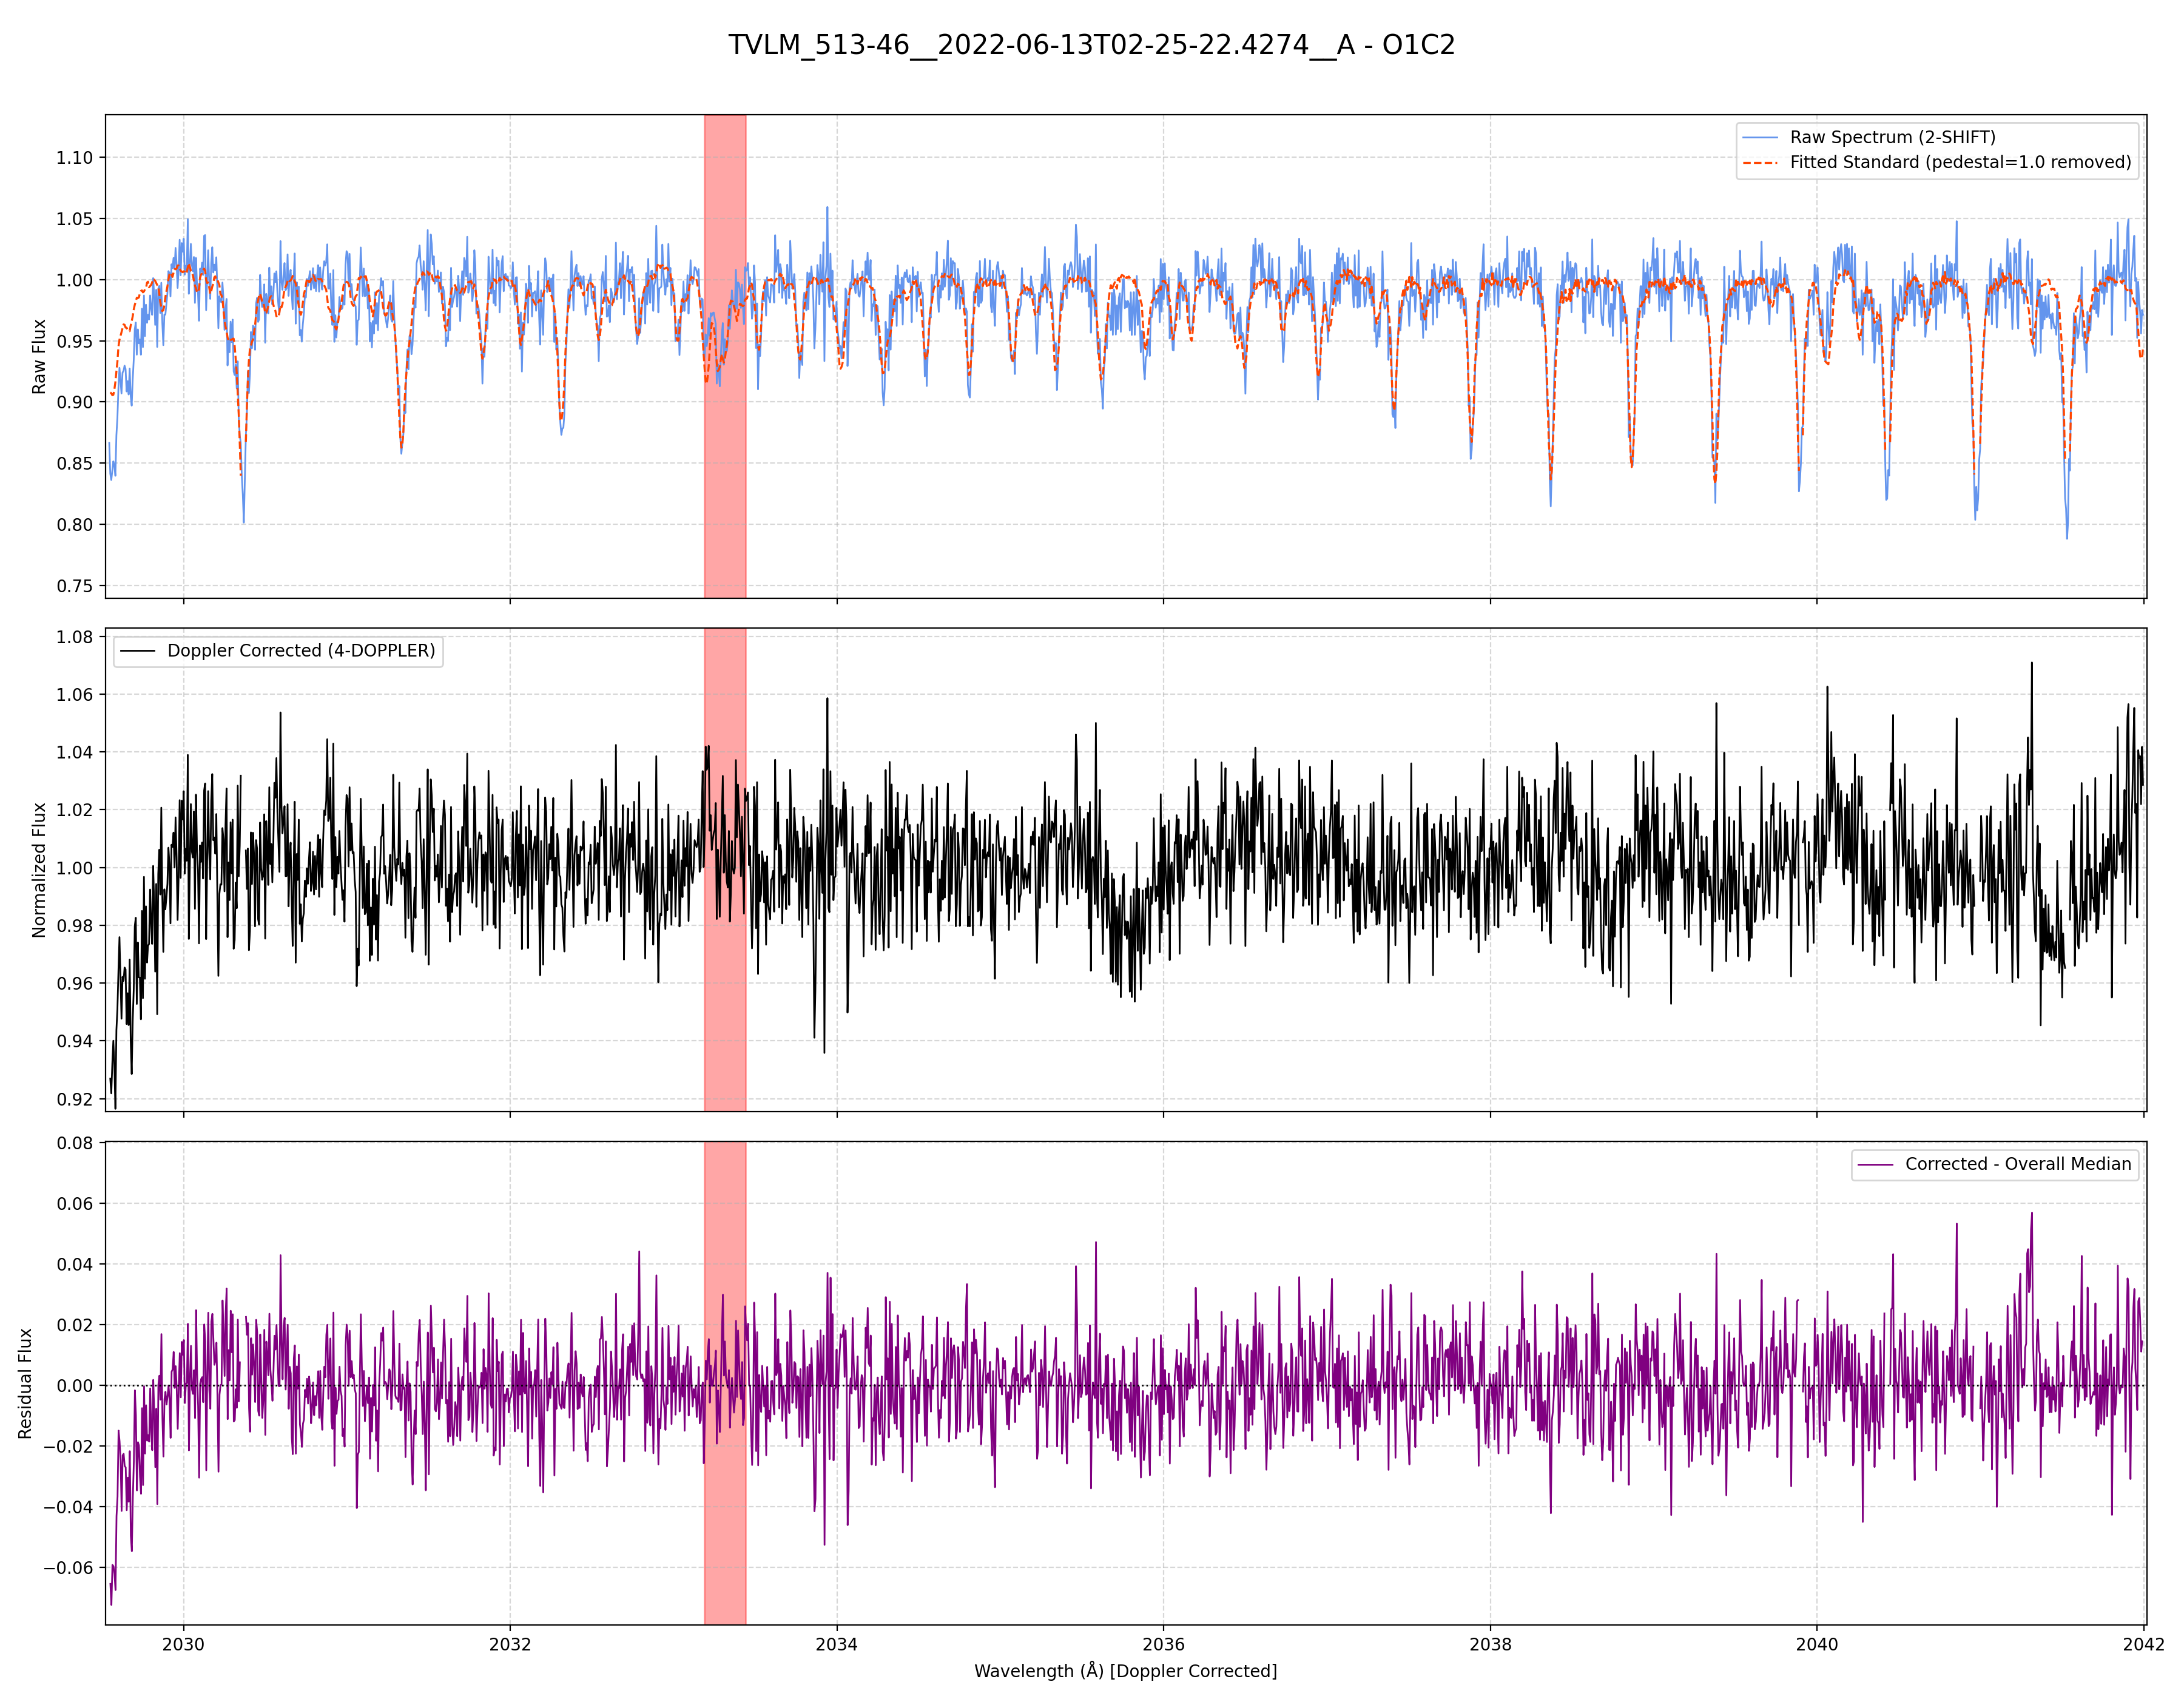 TVLM_513-46__2022-06-13T02-25-22.4274__A - O1C2
Raw Flux
1.10
1.05
1.00
0.95
0.90
0.85
0.80
0.75
Raw Spectrum (2-SHIFT)
Fitted Standard (pedestal=1.0 removed)
Normalized Flux
1.08
1.06
1.04
1.02
1.00
0.98
0.96
0.94
0.92
Doppler Corrected (4-DOPPLER)
Residual Flux
0.08
0.06
0.04
0.02
0.00
−0.02
−0.04
−0.06
Corrected - Overall Median
2030 2032 2034 2036 2038 2040 2042
Wavelength (Å) [Doppler Corrected]